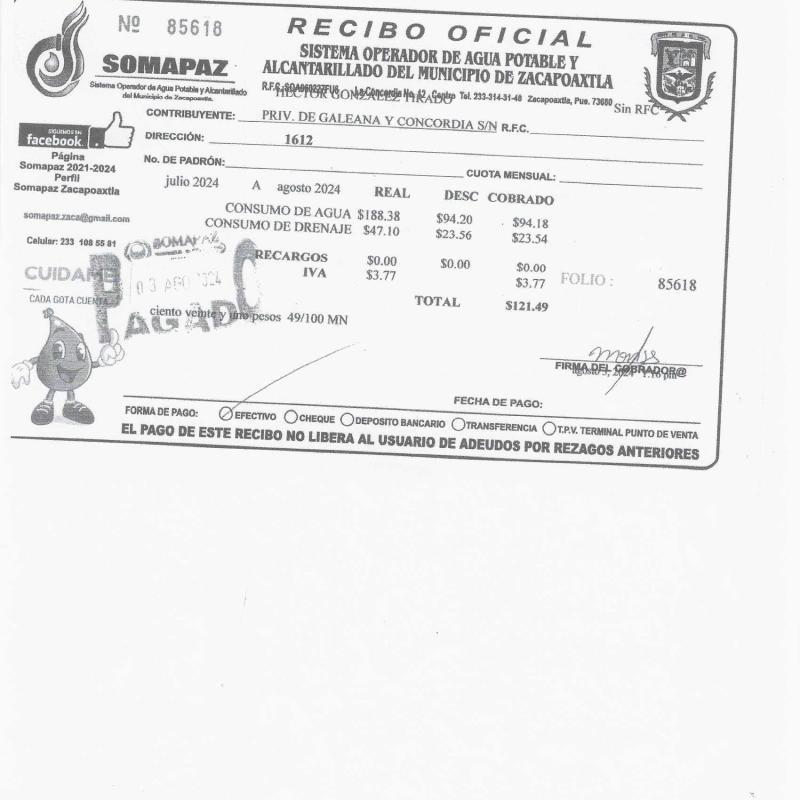 Nº 85618
RECIBO OFICIAL
SISTEMA OPERADOR DE AGUA POTABLE Y
ALCANTARILLADO DEL MUNICIPIO DE ZACAPOAXTLA
SOMAPAZ
Sistema Operador de Agua Potable y Alcantarillado
del Municipio de Zacapoaxtla.
R.F.C. La Concordia No. 12, Centro Tel. 233-314-31-48 Zacapoaxtla, Pue. 73680
HECTOR GONZALEZ TIRADO
Sin RFC
CONTRIBUYENTE: PRIV. DE GALEANA Y CONCORDIA S/N R.F.C.
DIRECCIÓN: 1612
No. DE PADRÓN:
CUOTA MENSUAL:
SIGUENOS EN
facebook
Página
Somapaz 2021-2024
Perfil
Somapaz Zacapoaxtla
somapaz.zaca@gmail.com
Celular: 233 108 55 81
CUIDAME
CADA GOTA CUENTA
julio 2024 A agosto 2024 REAL DESC COBRADO
CONSUMO DE AGUA $188.38 $94.20 $94.18
CONSUMO DE DRENAJE $47.10 $23.56 $23.54
RECARGOS $0.00 $0.00 $0.00
IVA $3.77 $3.77
FOLIO : 85618
TOTAL $121.49
SOMAPAZ
03 AGO 2024
PAGADO
ciento veinte y uno pesos 49/100 MN
FIRMA DEL COBRADOR@
agosto 3, 2024 1:16 pm
FECHA DE PAGO:
FORMA DE PAGO: EFECTIVO CHEQUE DEPOSITO BANCARIO TRANSFERENCIA T.P.V. TERMINAL PUNTO DE VENTA
EL PAGO DE ESTE RECIBO NO LIBERA AL USUARIO DE ADEUDOS POR REZAGOS ANTERIORES